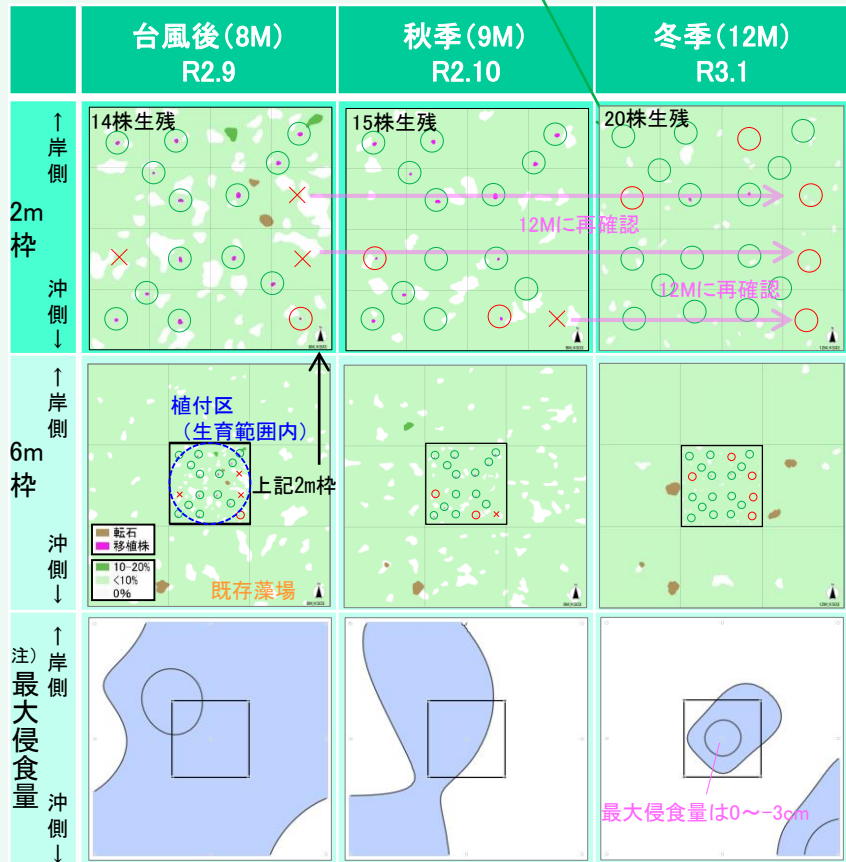 台風後(8M)
R2.9
秋季(9M)
R2.10
冬季(12M)
R3.1
↑
岸側
2m
枠
沖側
↓
14株生残
15株生残
20株生残
12Mに再確認
12Mに再確認
↑
岸側
6m
枠
沖側
↓
植付区
(生育範囲内)
上記2m枠
転石
移植株
10-20%
<10%
0%
既存藻場
注)
↑
岸側
最大侵食量
沖側
↓
最大侵食量は0～-3cm